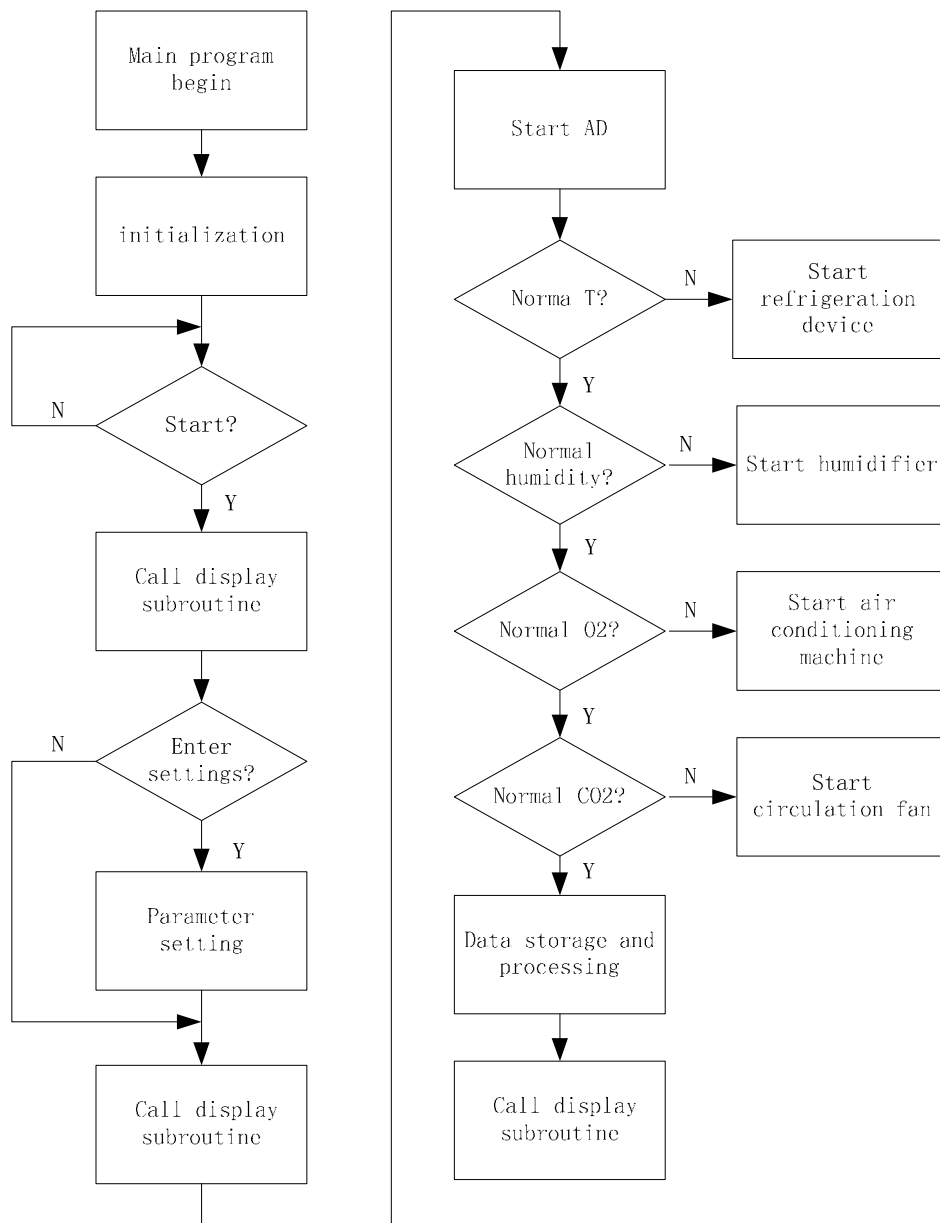 Main program
begin
initialization
N
Start?
Y
Call display
subroutine
N
Enter
settings?
Y
Parameter
setting
Call display
subroutine
Start AD
Norma T?
N
Start
refrigeration
device
Y
Normal
humidity?
N
Start humidifier
Y
Normal O2?
N
Start air
conditioning
machine
Y
Normal CO2?
N
Start
circulation fan
Y
Data storage and
processing
Call display
subroutine